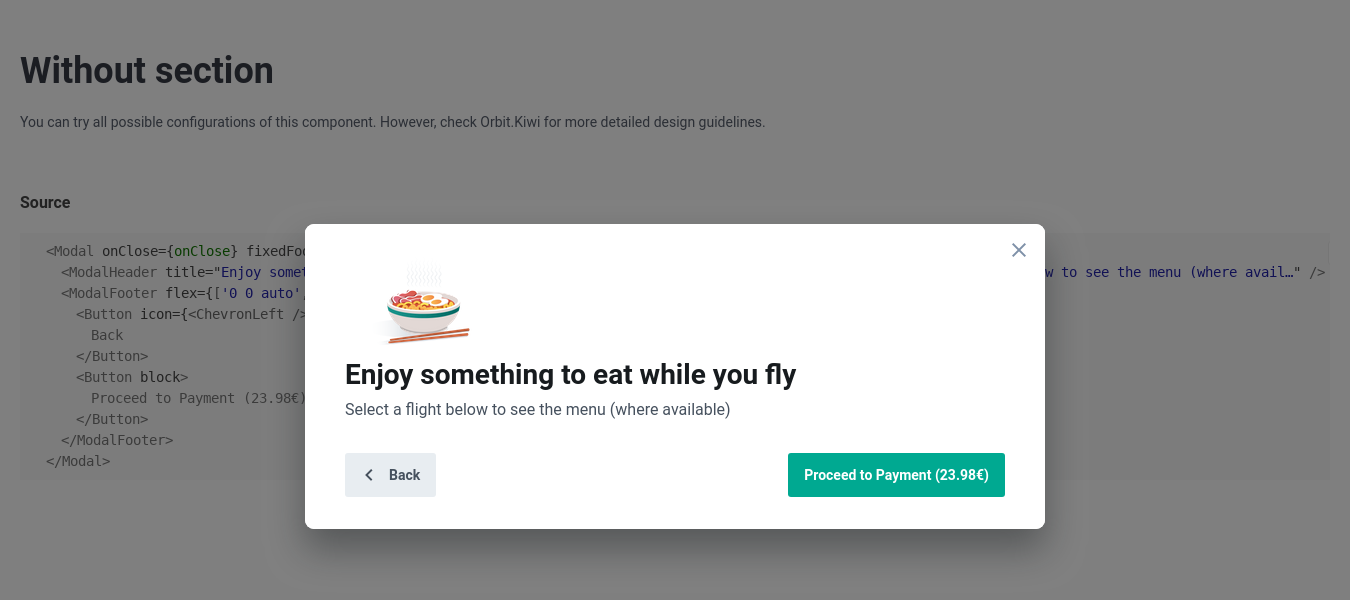 Without section
You can try all possible configurations of this component. However, check Orbit.Kiwi for more detailed design guidelines.
Source
<Modal onClose={onClose} fixedFoo
<ModalHeader title="Enjoy somet
w to see the menu (where avail…" />
<ModalFooter flex={['0 0 auto',
<Button icon={<ChevronLeft />
Back
</Button>
<Button block>
Proceed to Payment (23.98€)
</Button>
</ModalFooter>
</Modal>
Enjoy something to eat while you fly
Select a flight below to see the menu (where available)
Back
Proceed to Payment (23.98€)